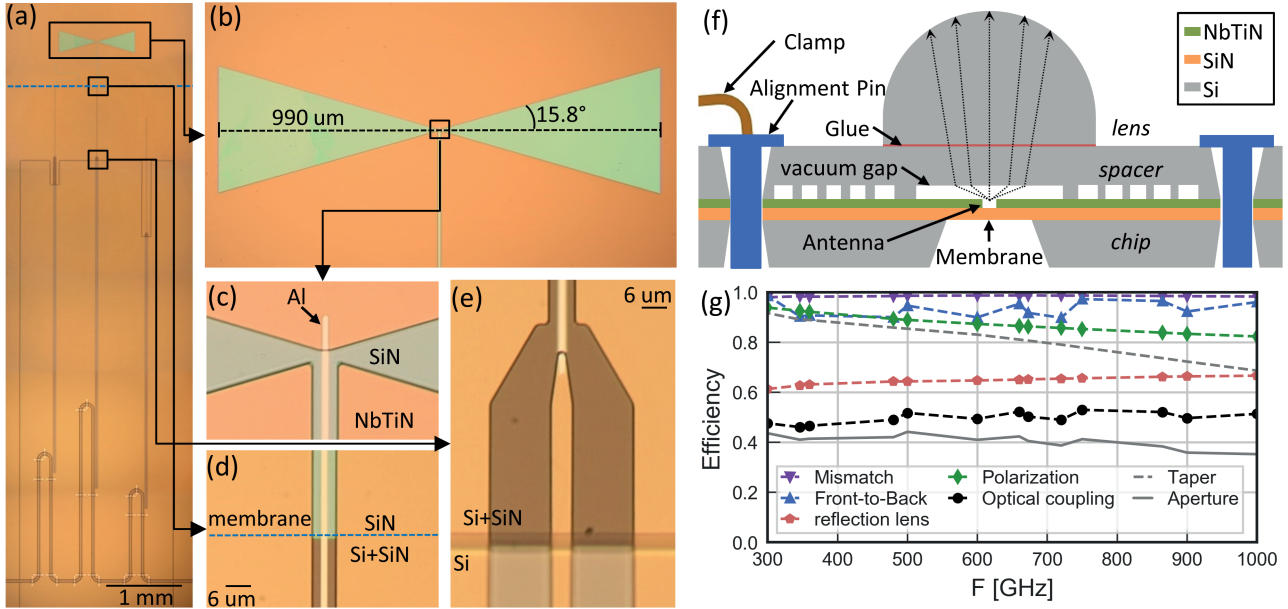 (a)
1 mm
(b)
990 um
15.8°
(c)
Al
SiN
NbTiN
(d)
membrane
SiN
Si+SiN
6 um
(e)
6 um
Si+SiN
Si
(f)
Clamp
Alignment Pin
Glue
vacuum gap
lens
spacer
Antenna
Membrane
chip
NbTiN
SiN
Si
(g)
Efficiency
1.0
0.8
0.6
0.4
0.2
0.0
Mismatch
Front-to-Back
reflection lens
Polarization
Optical coupling
Taper
Aperture
300 400 500 600 700 800 900 1000
F [GHz]